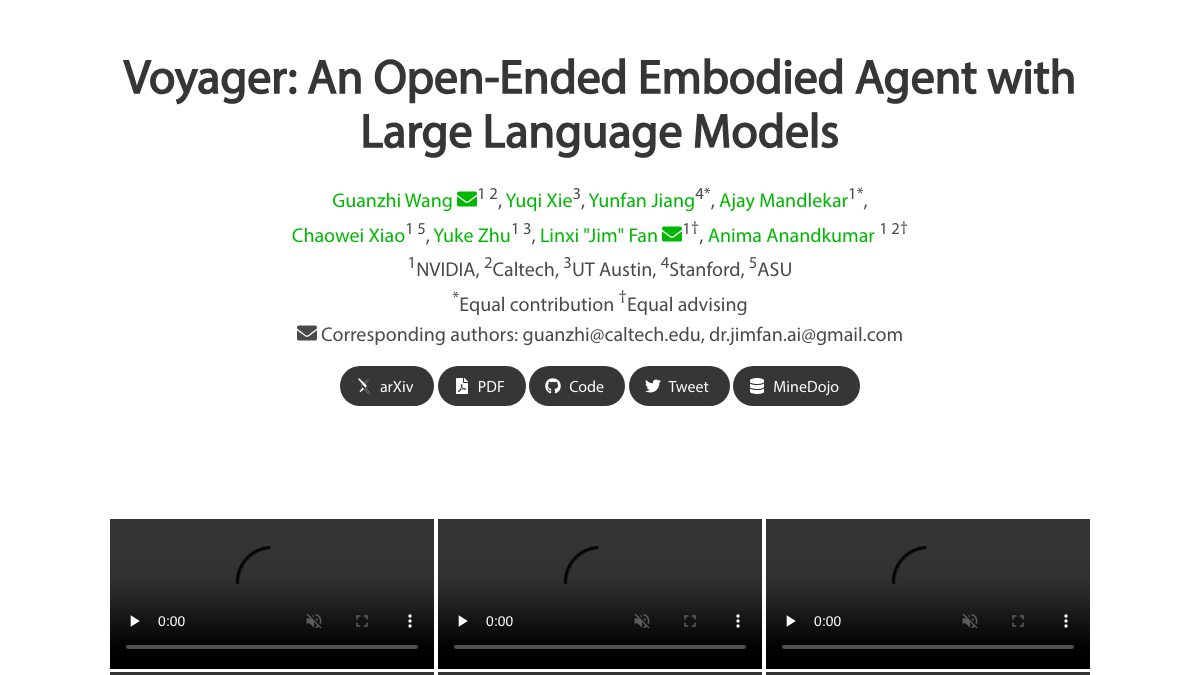 Voyager: An Open-Ended Embodied Agent with
Large Language Models
Guanzhi Wang 1 2, Yuqi Xie3, Yunfan Jiang4*, Ajay Mandlekar1*,
Chaowei Xiao1 5, Yuke Zhu1 3, Linxi "Jim" Fan 1†, Anima Anandkumar 1 2†
1NVIDIA, 2Caltech, 3UT Austin, 4Stanford, 5ASU
*Equal contribution †Equal advising
Corresponding authors: guanzhi@caltech.edu, dr.jimfan.ai@gmail.com
arXiv PDF Code Tweet MineDojo
0:00 0:00 0:00